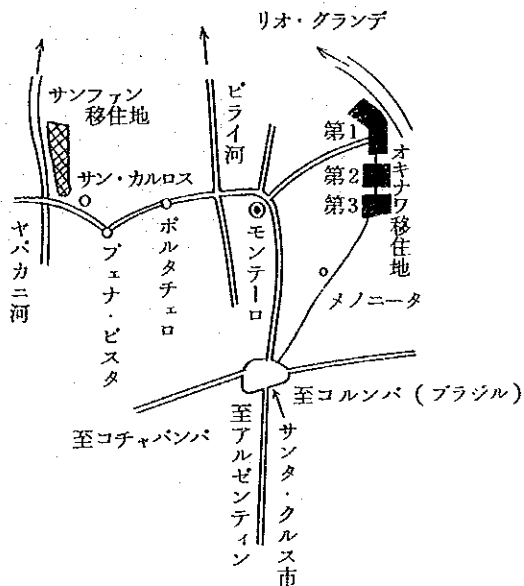 リオ・グランデ
サンファン
移住地
ピライ河
第1
第2
第3
オキナワ移住地
サン・カルロス
ヤパカニ河
ブェナ・ビスタ
ポルタチェロ
モンテーロ
メノニータ
至コルンバ(ブラジル)
至コチャバンバ
至アルゼンティン
サンタ・クルス市